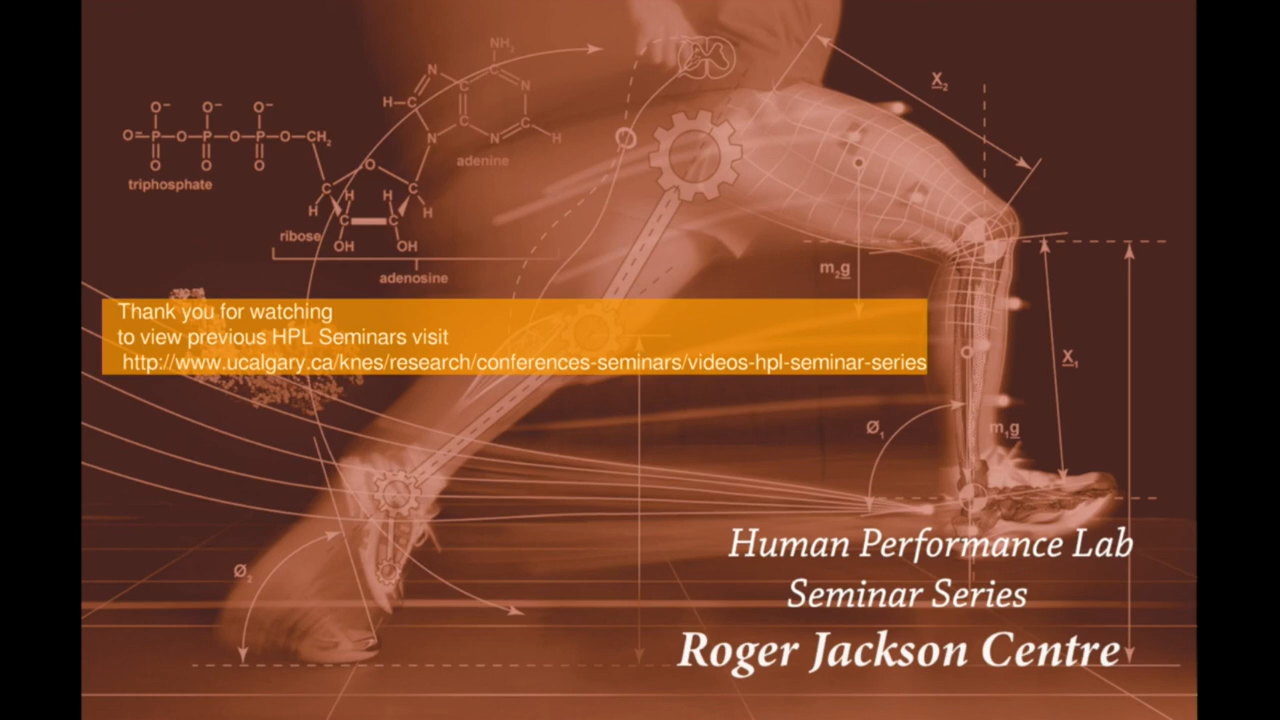 NH₂
N
C
C
N
H–C
C
C
N
N
H
O⁻ O⁻ O⁻
O⁻–P–O–P–O–P–O–CH₂
O O O
triphosphate
adenine
O
C
C
H
H
H
H
C
C
ribose
OH
OH
adenosine
X₂
m₂g
Thank you for watching
to view previous HPL Seminars visit
http://www.ucalgary.ca/knes/research/conferences-seminars/videos-hpl-seminar-series
X₁
Ø₁
m₁g
Ø₂
Human Performance Lab
Seminar Series
Roger Jackson Centre